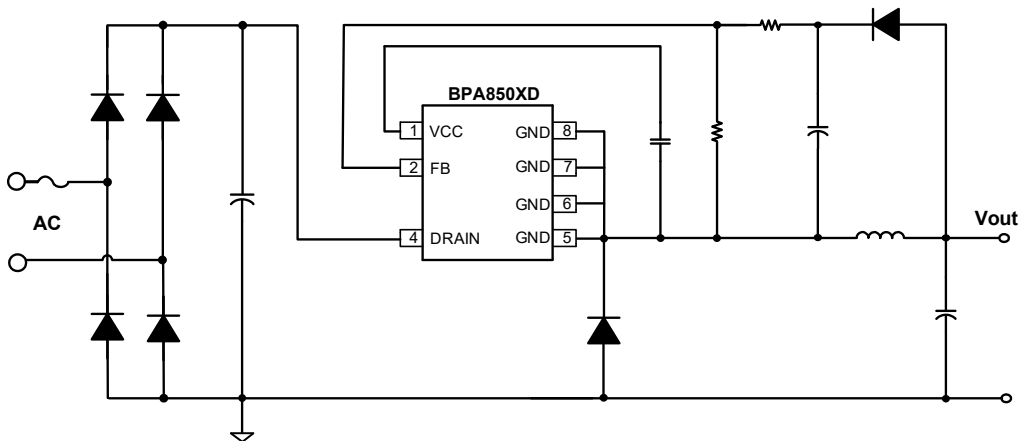 BPA850XD
1 VCC
2 FB
4 DRAIN
GND 8
GND 7
GND 6
GND 5
AC
Vout